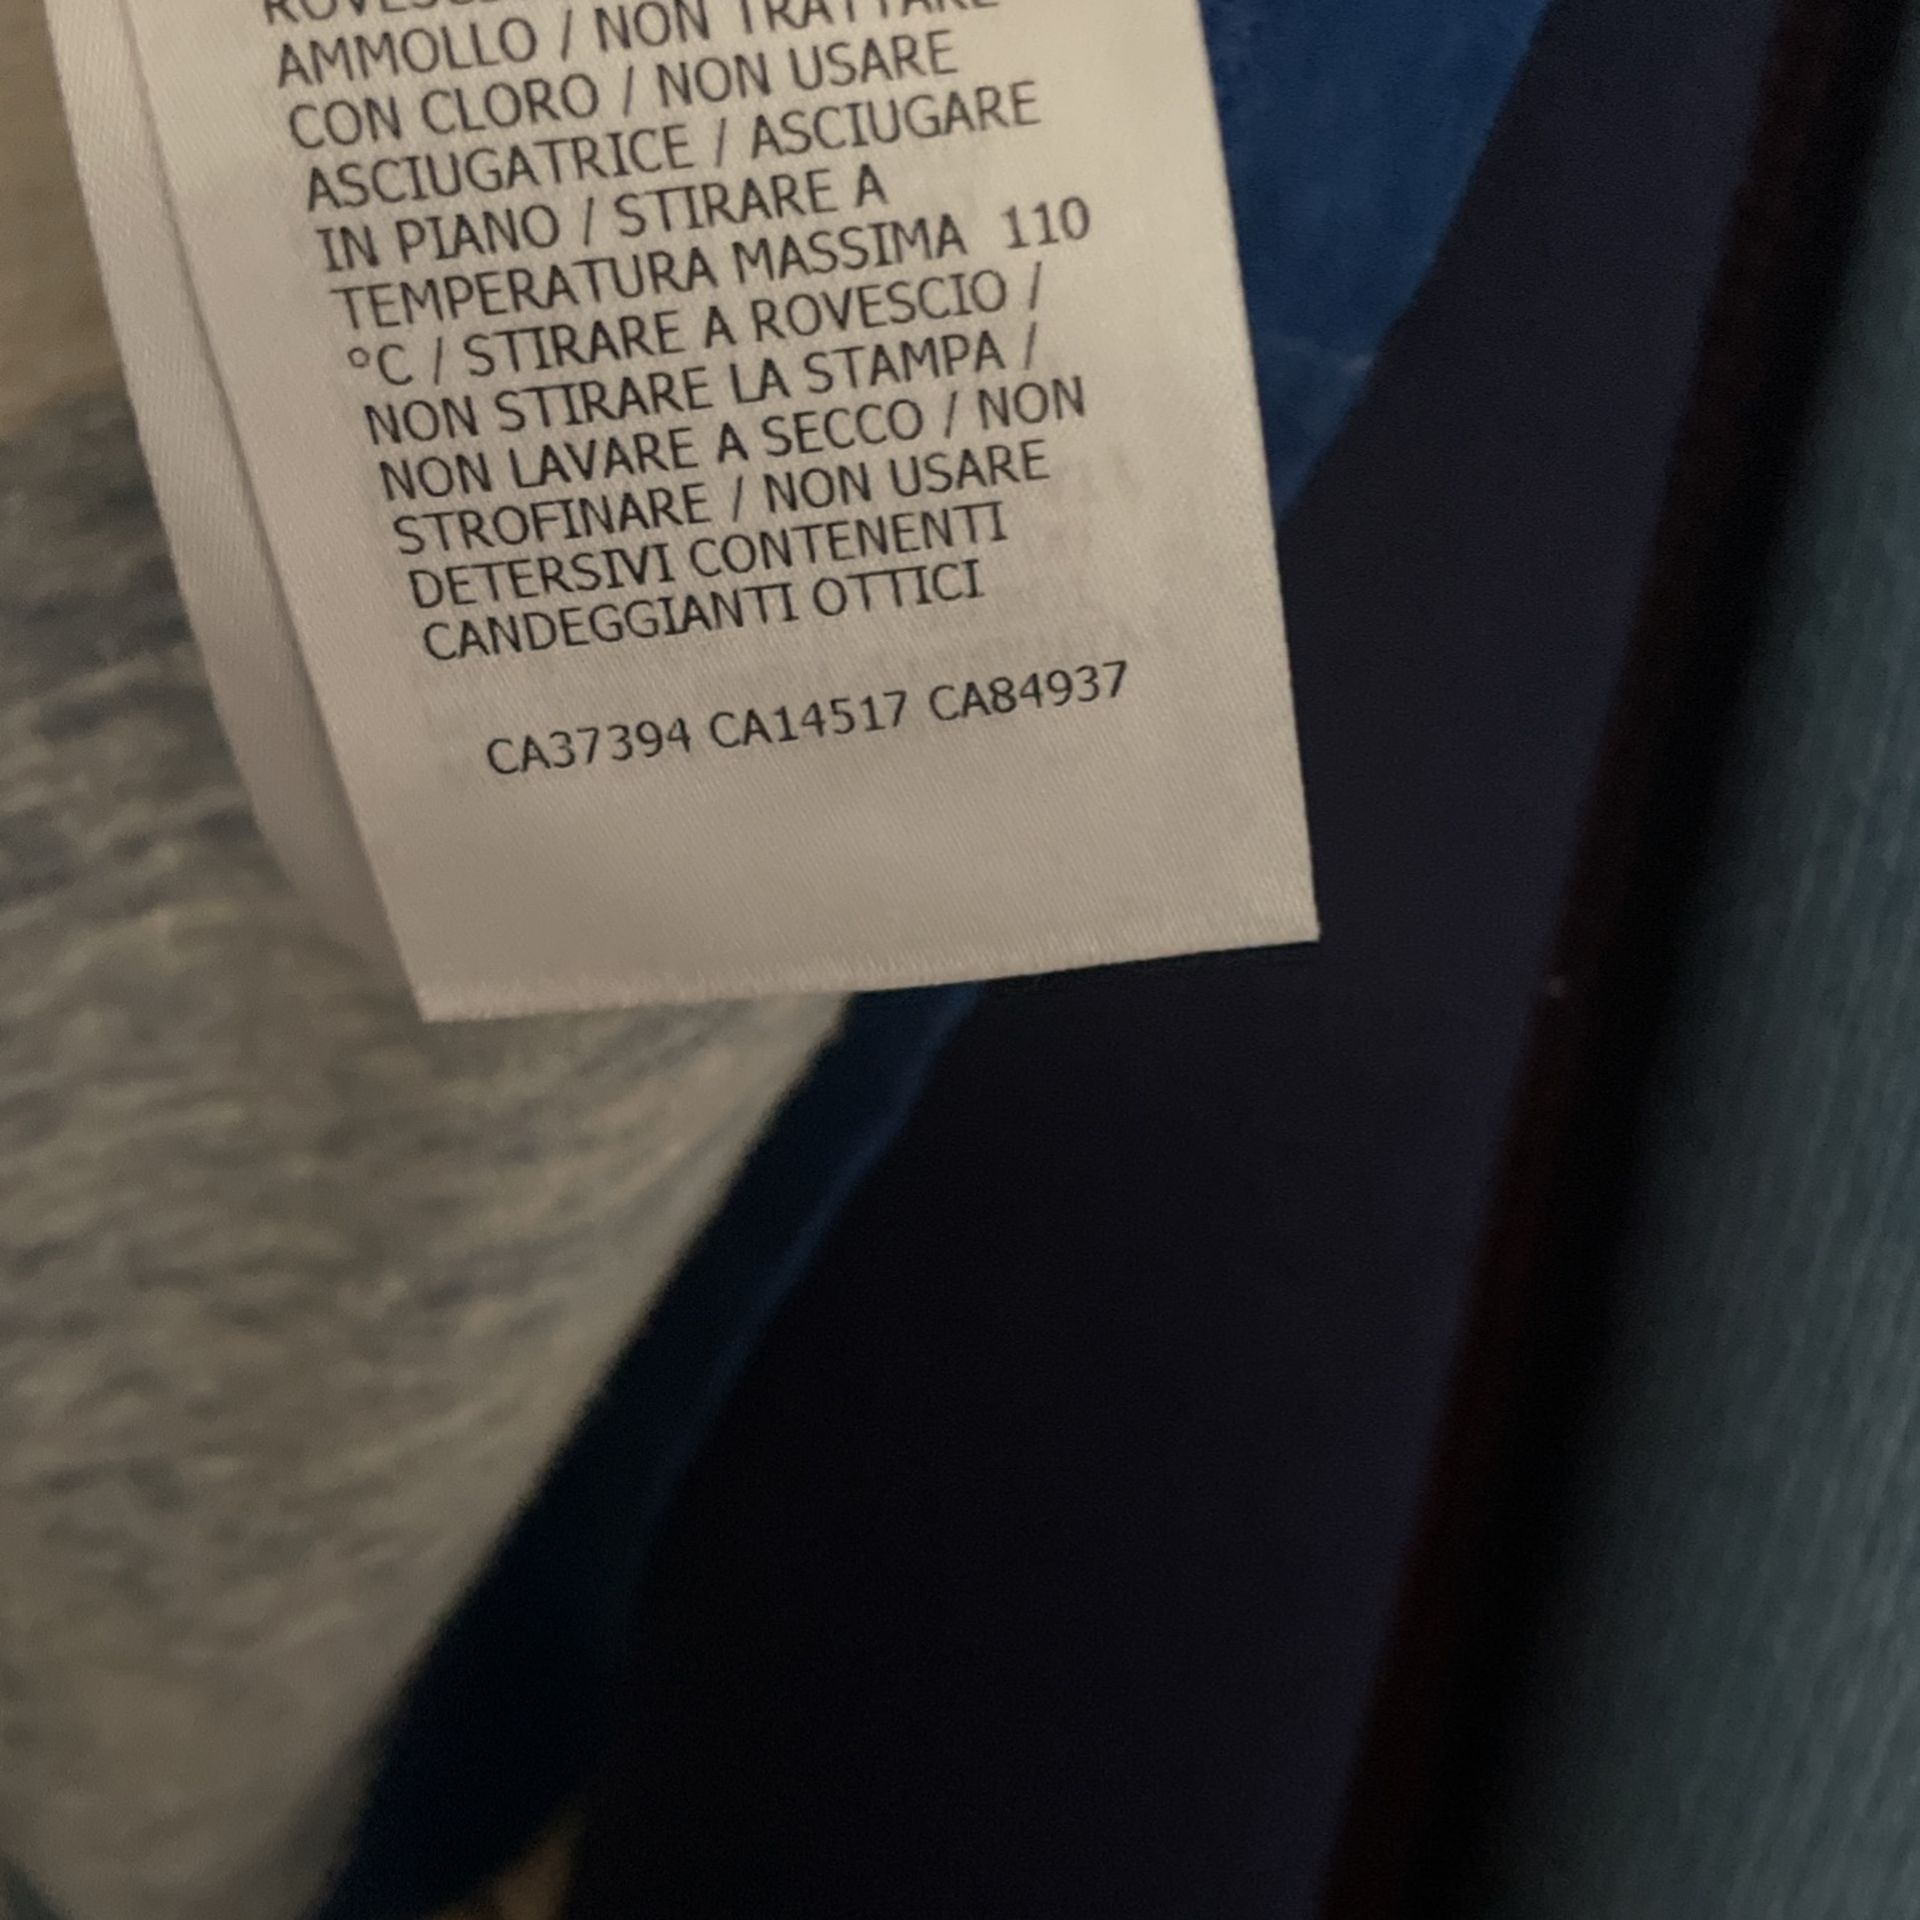 AMMOLLO / NON TRATTARE
CON CLORO / NON USARE
ASCIUGATRICE / ASCIUGARE
IN PIANO / STIRARE A
TEMPERATURA MASSIMA 110
°C / STIRARE A ROVESCIO /
NON STIRARE LA STAMPA /
NON LAVARE A SECCO / NON
STROFINARE / NON USARE
DETERSIVI CONTENENTI
CANDEGGIANTI OTTICI
CA37394 CA14517 CA84937